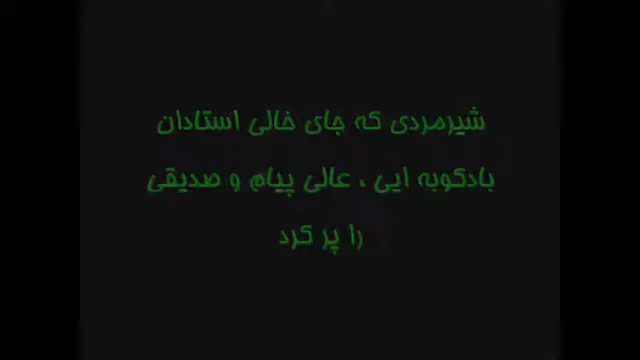 شیرمردی که جای خالی استادان
بادکوبه ایی ، عالی پیام و صدیقی
را پر کرد